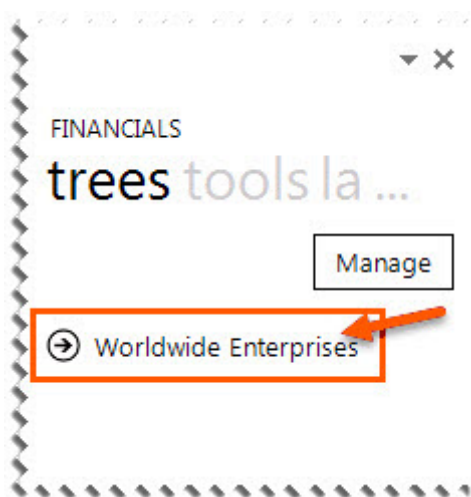 FINANCIALS
trees tools la ...
Manage
Worldwide Enterprises